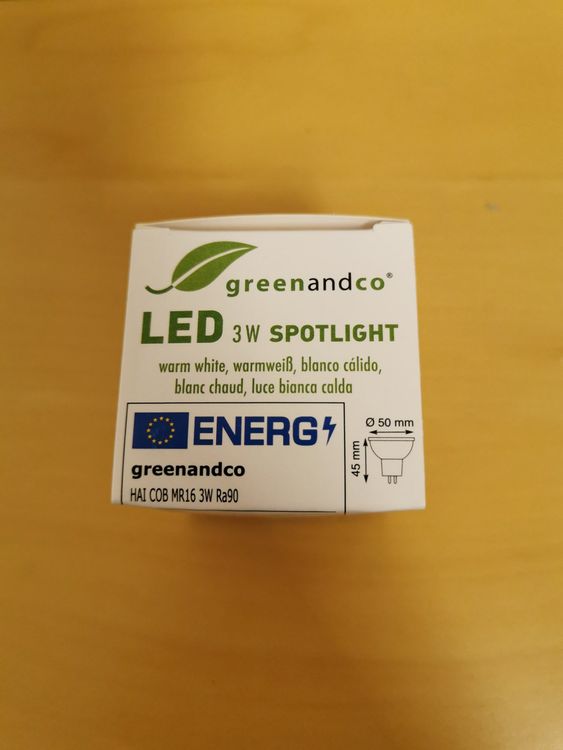 greenandco®
LED 3W SPOTLIGHT
warm white, warmweiß, blanco cálido,
blanc chaud, luce bianca calda
ENERG
greenandco
HAI COB MR16 3W Ra90
Ø 50 mm
45 mm